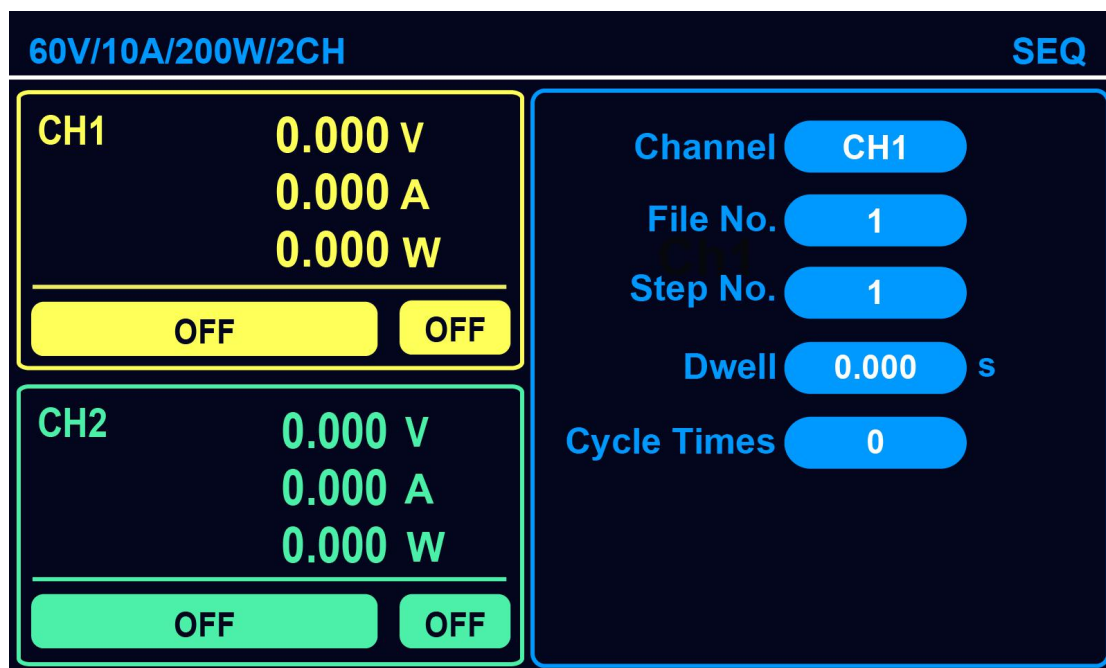 60V/10A/200W/2CH SEQ
CH1 0.000 V
0.000 A
0.000 W
OFF OFF
CH2 0.000 V
0.000 A
0.000 W
OFF OFF
Channel CH1
File No. 1
Ch1
Step No. 1
Dwell 0.000 s
Cycle Times 0